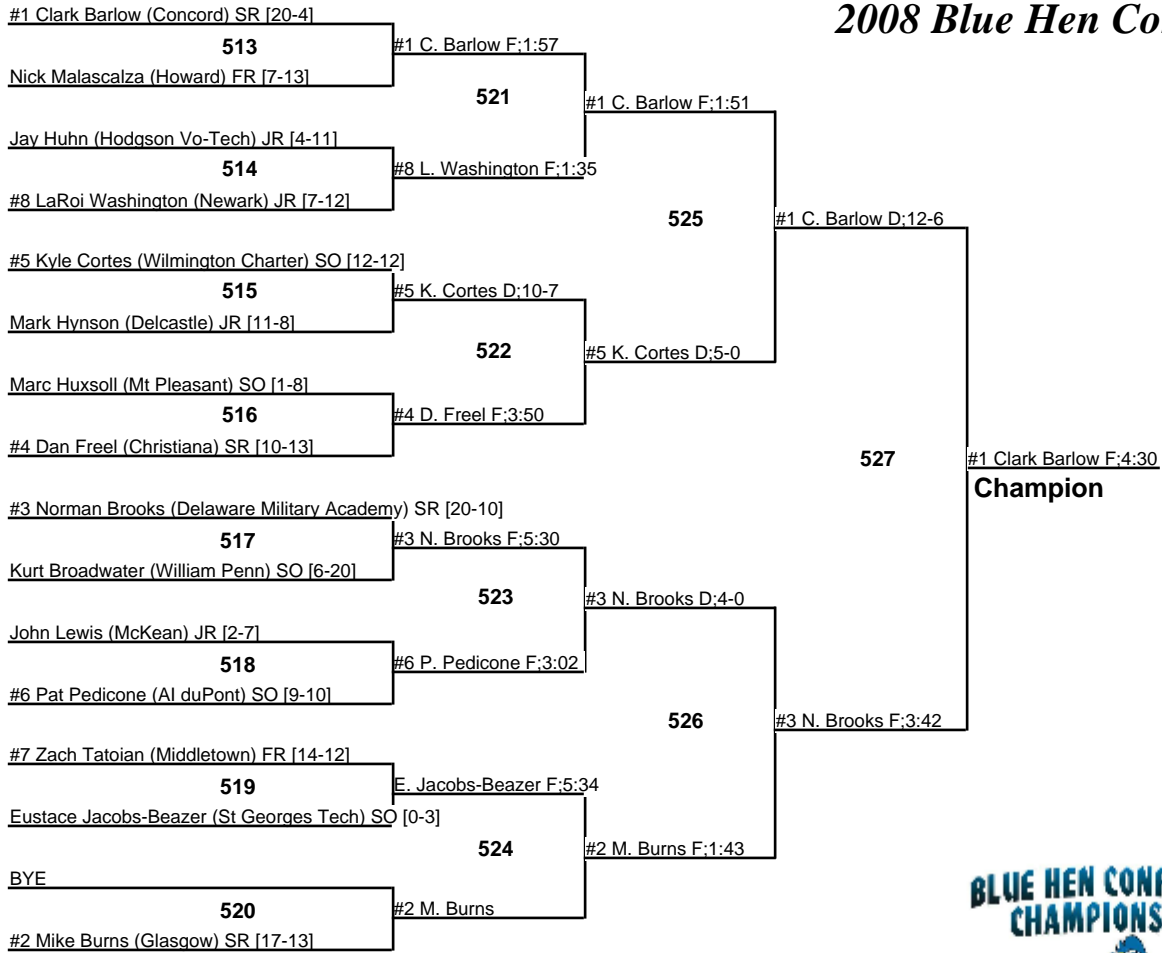 2008 Blue Hen
#1 Clark Barlow (Concord) SR [20-4]
513
#1 C. Barlow F;1:57
Nick Malascalza (Howard) FR [7-13]
521
#1 C. Barlow F;1:51
Jay Huhn (Hodgson Vo-Tech) JR [4-11]
514
#8 L. Washington F;1:35
#8 LaRoi Washington (Newark) JR [7-12]
525
#1 C. Barlow D;12-6
#5 Kyle Cortes (Wilmington Charter) SO [12-12]
515
#5 K. Cortes D;10-7
Mark Hynson (Delcastle) JR [11-8]
522
#5 K. Cortes D;5-0
Marc Huxsoll (Mt Pleasant) SO [1-8]
516
#4 D. Freel F;3:50
#4 Dan Freel (Christiana) SR [10-13]
527
#1 Clark Barlow F;4:30
Champion
#3 Norman Brooks (Delaware Military Academy) SR [20-10]
517
#3 N. Brooks F;5:30
Kurt Broadwater (William Penn) SO [6-20]
523
#3 N. Brooks D;4-0
John Lewis (McKean) JR [2-7]
518
#6 P. Pedicone F;3:02
#6 Pat Pedicone (AI duPont) SO [9-10]
526
#3 N. Brooks F;3:42
#7 Zach Tatoian (Middletown) FR [14-12]
519
E. Jacobs-Beazer F;5:34
Eustace Jacobs-Beazer (St Georges Tech) SO [0-3]
524
#2 M. Burns F;1:43
BYE
520
#2 M. Burns
#2 Mike Burns (Glasgow) SR [17-13]
BLUE HEN